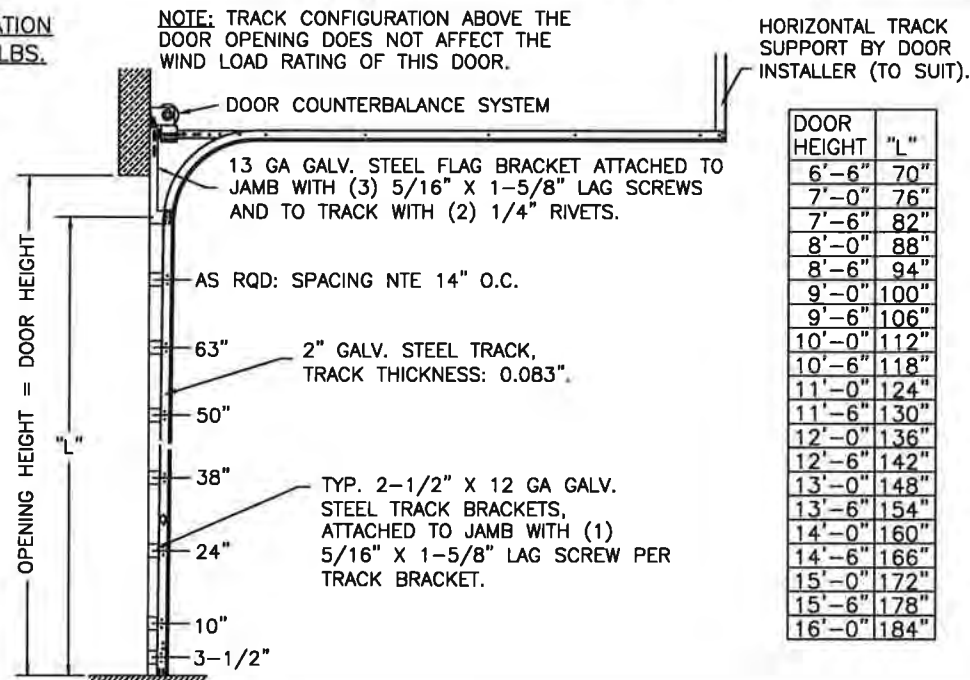 ATION
LBS.
NOTE: TRACK CONFIGURATION ABOVE THE
DOOR OPENING DOES NOT AFFECT THE
WIND LOAD RATING OF THIS DOOR.
HORIZONTAL TRACK
SUPPORT BY DOOR
INSTALLER (TO SUIT).
DOOR COUNTERBALANCE SYSTEM
13 GA GALV. STEEL FLAG BRACKET ATTACHED TO
JAMB WITH (3) 5/16" X 1-5/8" LAG SCREWS
AND TO TRACK WITH (2) 1/4" RIVETS.
AS RQD: SPACING NTE 14" O.C.
63"
2" GALV. STEEL TRACK,
TRACK THICKNESS: 0.083".
50"
38"
TYP. 2-1/2" X 12 GA GALV.
STEEL TRACK BRACKETS,
ATTACHED TO JAMB WITH (1)
5/16" X 1-5/8" LAG SCREW PER
TRACK BRACKET.
24"
10"
3-1/2"
OPENING HEIGHT = DOOR HEIGHT
"L"
DOOR HEIGHT "L"
6'-6" 70"
7'-0" 76"
7'-6" 82"
8'-0" 88"
8'-6" 94"
9'-0" 100"
9'-6" 106"
10'-0" 112"
10'-6" 118"
11'-0" 124"
11'-6" 130"
12'-0" 136"
12'-6" 142"
13'-0" 148"
13'-6" 154"
14'-0" 160"
14'-6" 166"
15'-0" 172"
15'-6" 178"
16'-0" 184"